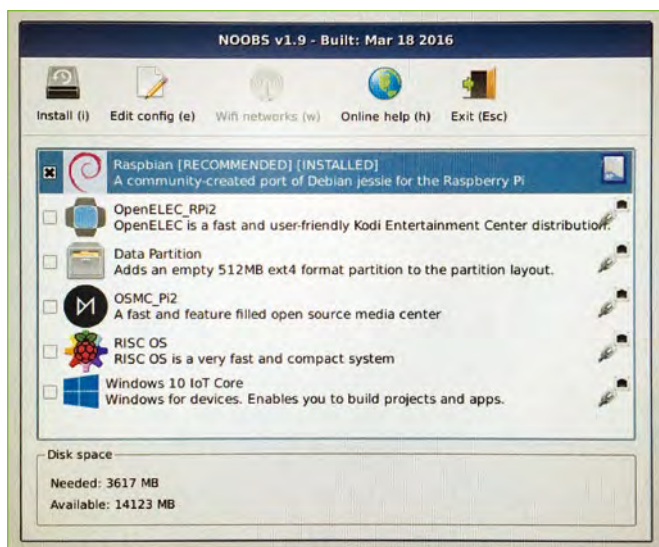 NOOBS v1.9 - Built: Mar 18 2016
Install (i) Edit config (e) Wifi networks (w) Online help (h) Exit (Esc)
Raspbian [RECOMMENDED] [INSTALLED]
A community-created port of Debian jessie for the Raspberry Pi
OpenELEC_RPi2
OpenELEC is a fast and user-friendly Kodi Entertainment Center distribution.
Data Partition
Adds an empty 512MB ext4 format partition to the partition layout.
OSMC_Pi2
A fast and feature filled open source media center
RISC OS
RISC OS is a very fast and compact system
Windows 10 IoT Core
Windows for devices. Enables you to build projects and apps.
Disk space
Needed: 3617 MB
Available: 14123 MB